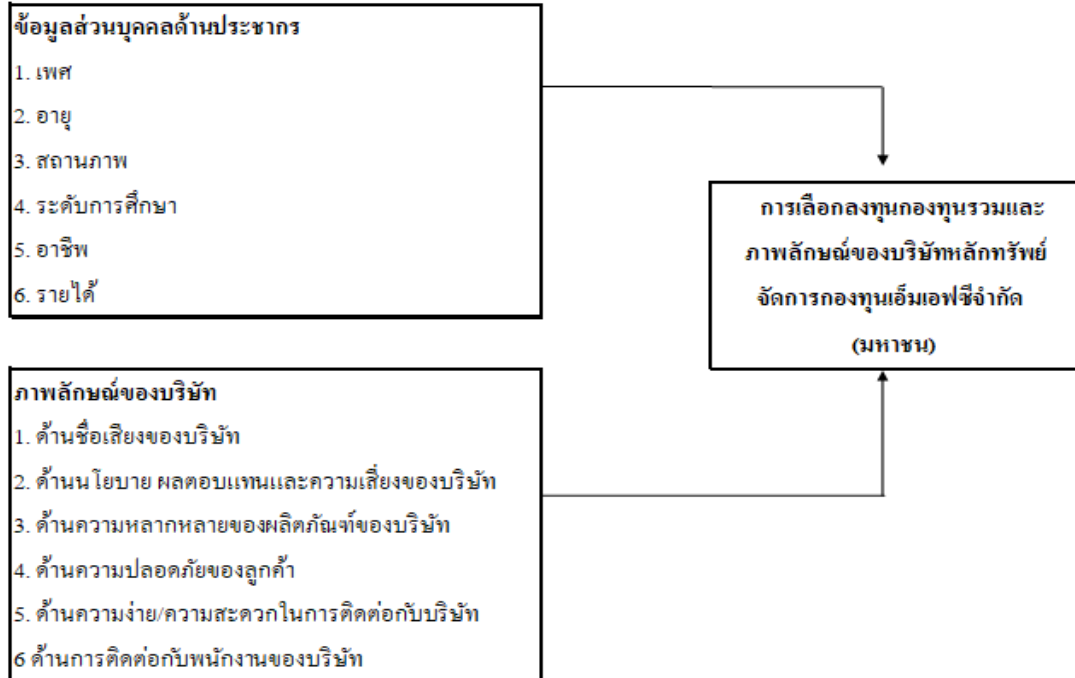 ข้อมูลส่วนบุคคลด้านประชากร
1. เพศ
2. อายุ
3. สถานภาพ
4. ระดับการศึกษา
5. อาชีพ
6. รายได้
การเลือกลงทุนกองทุนรวมและ
ภาพลักษณ์ของบริษัทหลักทรัพย์
จัดการกองทุนเอ็มเอฟซีจำกัด
(มหาชน)
ภาพลักษณ์ของบริษัท
1. ด้านชื่อเสียงของบริษัท
2. ด้านนโยบาย ผลตอบแทนและความเสี่ยงของบริษัท
3. ด้านความหลากหลายของผลิตภัณฑ์ของบริษัท
4. ด้านความปลอดภัยของลูกค้า
5. ด้านความง่าย/ความสะดวกในการติดต่อกับบริษัท
6 ด้านการติดต่อกับพนักงานของบริษัท